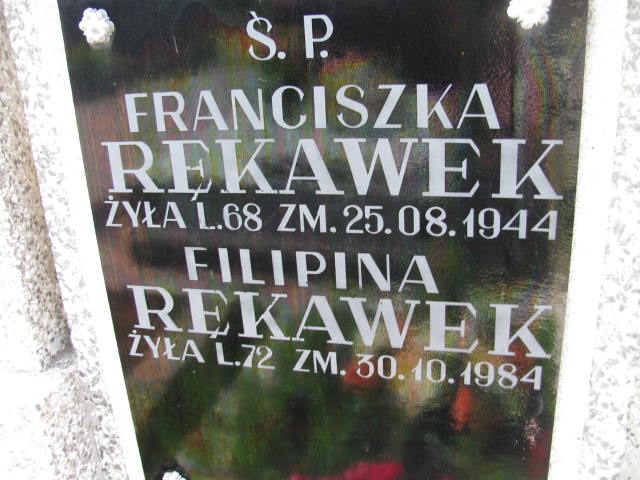 Ś. P.
FRANCISZKA
RĘKAWEK
ŻYŁA L.68 ZM. 25.08.1944
FILIPINA
RĘKAWEK
ŻYŁA L.72 ZM. 30.10.1984